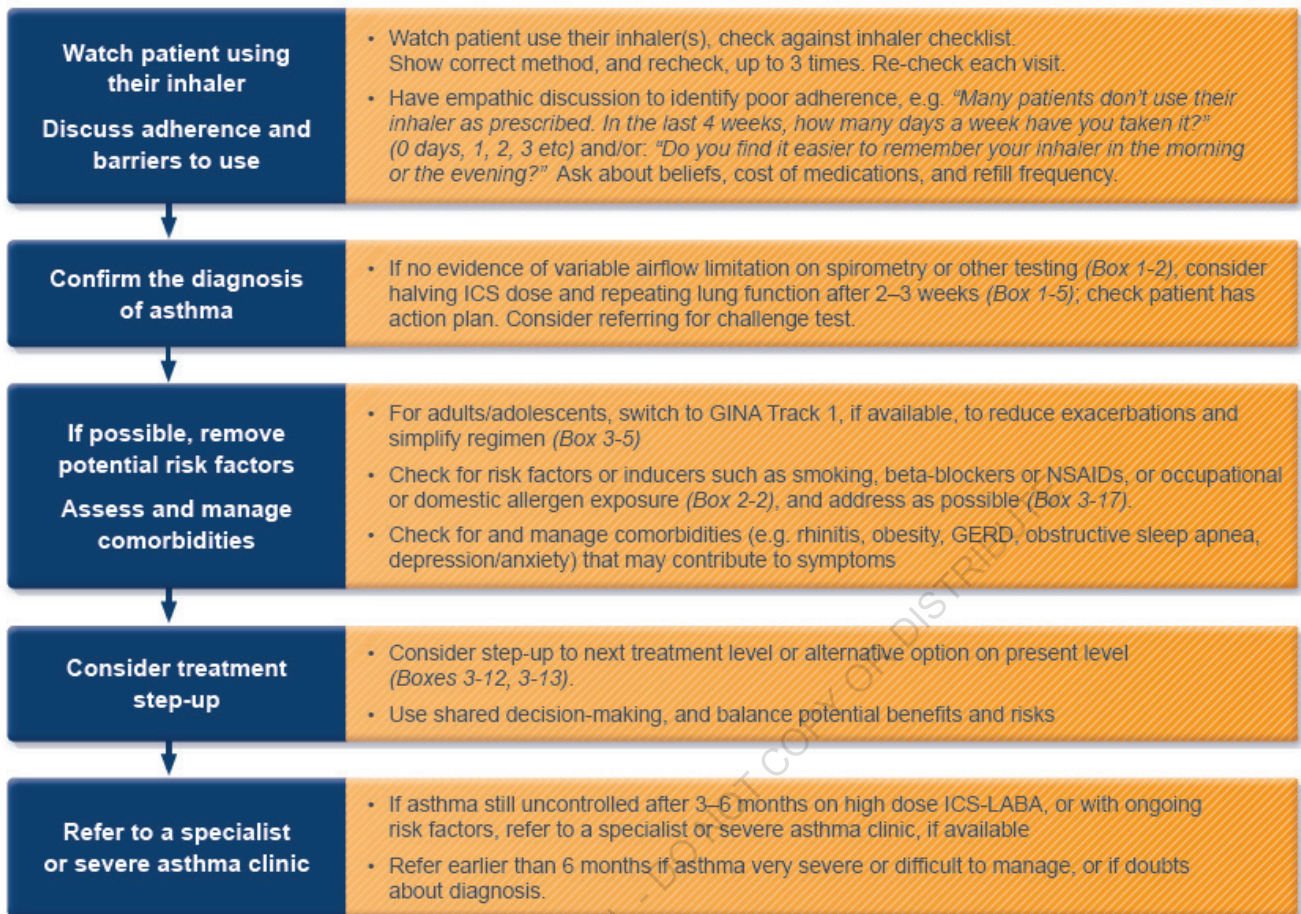 Watch patient using
their inhaler
Discuss adherence and
barriers to use
• Watch patient use their inhaler(s), check against inhaler checklist.
Show correct method, and recheck, up to 3 times. Re-check each visit.
• Have empathic discussion to identify poor adherence, e.g. “Many patients don’t use their
inhaler as prescribed. In the last 4 weeks, how many days a week have you taken it?”
(0 days, 1, 2, 3 etc) and/or: “Do you find it easier to remember your inhaler in the morning
or the evening?” Ask about beliefs, cost of medications, and refill frequency.
Confirm the diagnosis
of asthma
• If no evidence of variable airflow limitation on spirometry or other testing (Box 1-2), consider
halving ICS dose and repeating lung function after 2–3 weeks (Box 1-5); check patient has
action plan. Consider referring for challenge test.
If possible, remove
potential risk factors
Assess and manage
comorbidities
• For adults/adolescents, switch to GINA Track 1, if available, to reduce exacerbations and
simplify regimen (Box 3-5)
• Check for risk factors or inducers such as smoking, beta-blockers or NSAIDs, or occupational
or domestic allergen exposure (Box 2-2), and address as possible (Box 3-17).
• Check for and manage comorbidities (e.g. rhinitis, obesity, GERD, obstructive sleep apnea,
depression/anxiety) that may contribute to symptoms
Consider treatment
step-up
• Consider step-up to next treatment level or alternative option on present level
(Boxes 3-12, 3-13).
• Use shared decision-making, and balance potential benefits and risks
Refer to a specialist
or severe asthma clinic
• If asthma still uncontrolled after 3–6 months on high dose ICS-LABA, or with ongoing
risk factors, refer to a specialist or severe asthma clinic, if available
• Refer earlier than 6 months if asthma very severe or difficult to manage, or if doubts
about diagnosis.
- DO NOT COPY OR